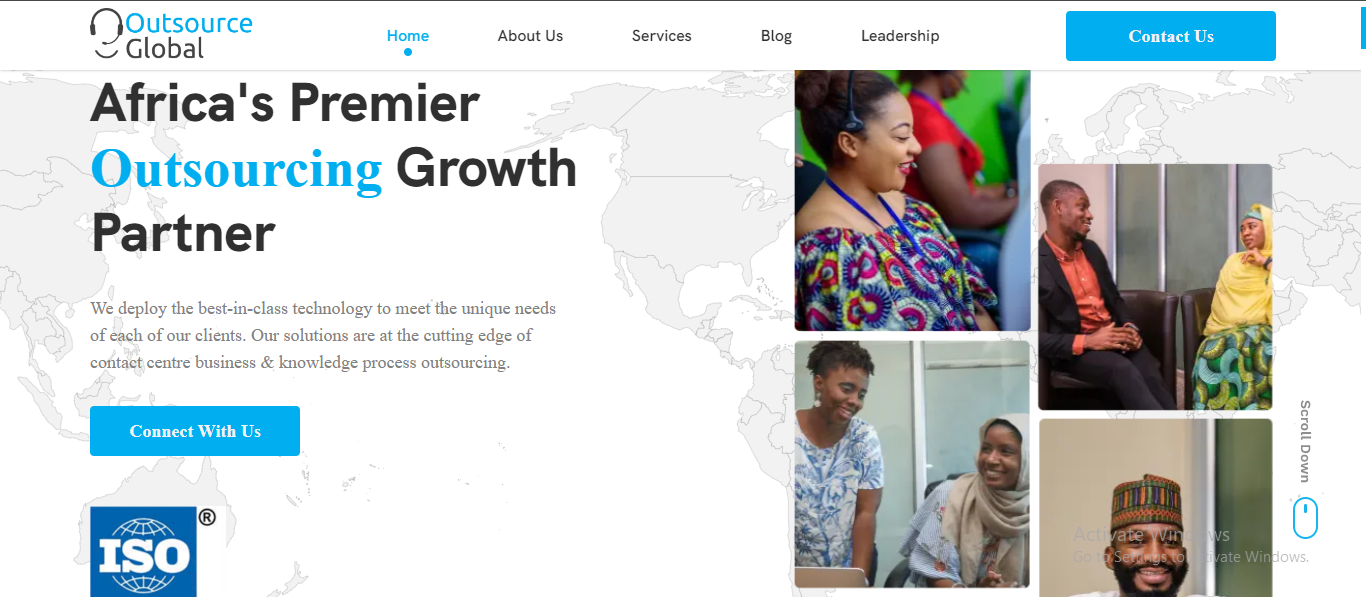 Outsource
Global
Home
About Us
Services
Blog
Leadership
Contact Us
Africa's Premier
Outsourcing Growth
Partner
We deploy the best-in-class technology to meet the unique needs
of each of our clients. Our solutions are at the cutting edge of
contact centre business & knowledge process outsourcing.
Connect With Us
ISO
®
Scroll Down
Activate Windows
Go to Settings to activate Windows.